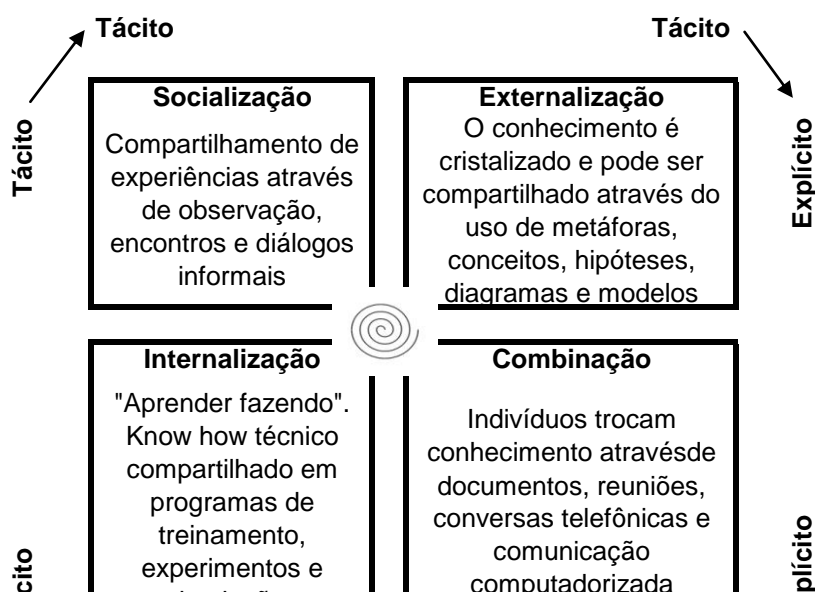 Tácito
Tácito
Tácito
Explícito
Socialização
Compartilhamento de
experiências através
de observação,
encontros e diálogos
informais
Externalização
O conhecimento é
cristalizado e pode ser
compartilhado através do
uso de metáforas,
conceitos, hipóteses,
diagramas e modelos
Internalização
"Aprender fazendo".
Know how técnico
compartilhado em
programas de
treinamento,
experimentos e
Combinação
Indivíduos trocam
conhecimento atravésde
documentos, reuniões,
conversas telefônicas e
comunicação
computadorizada